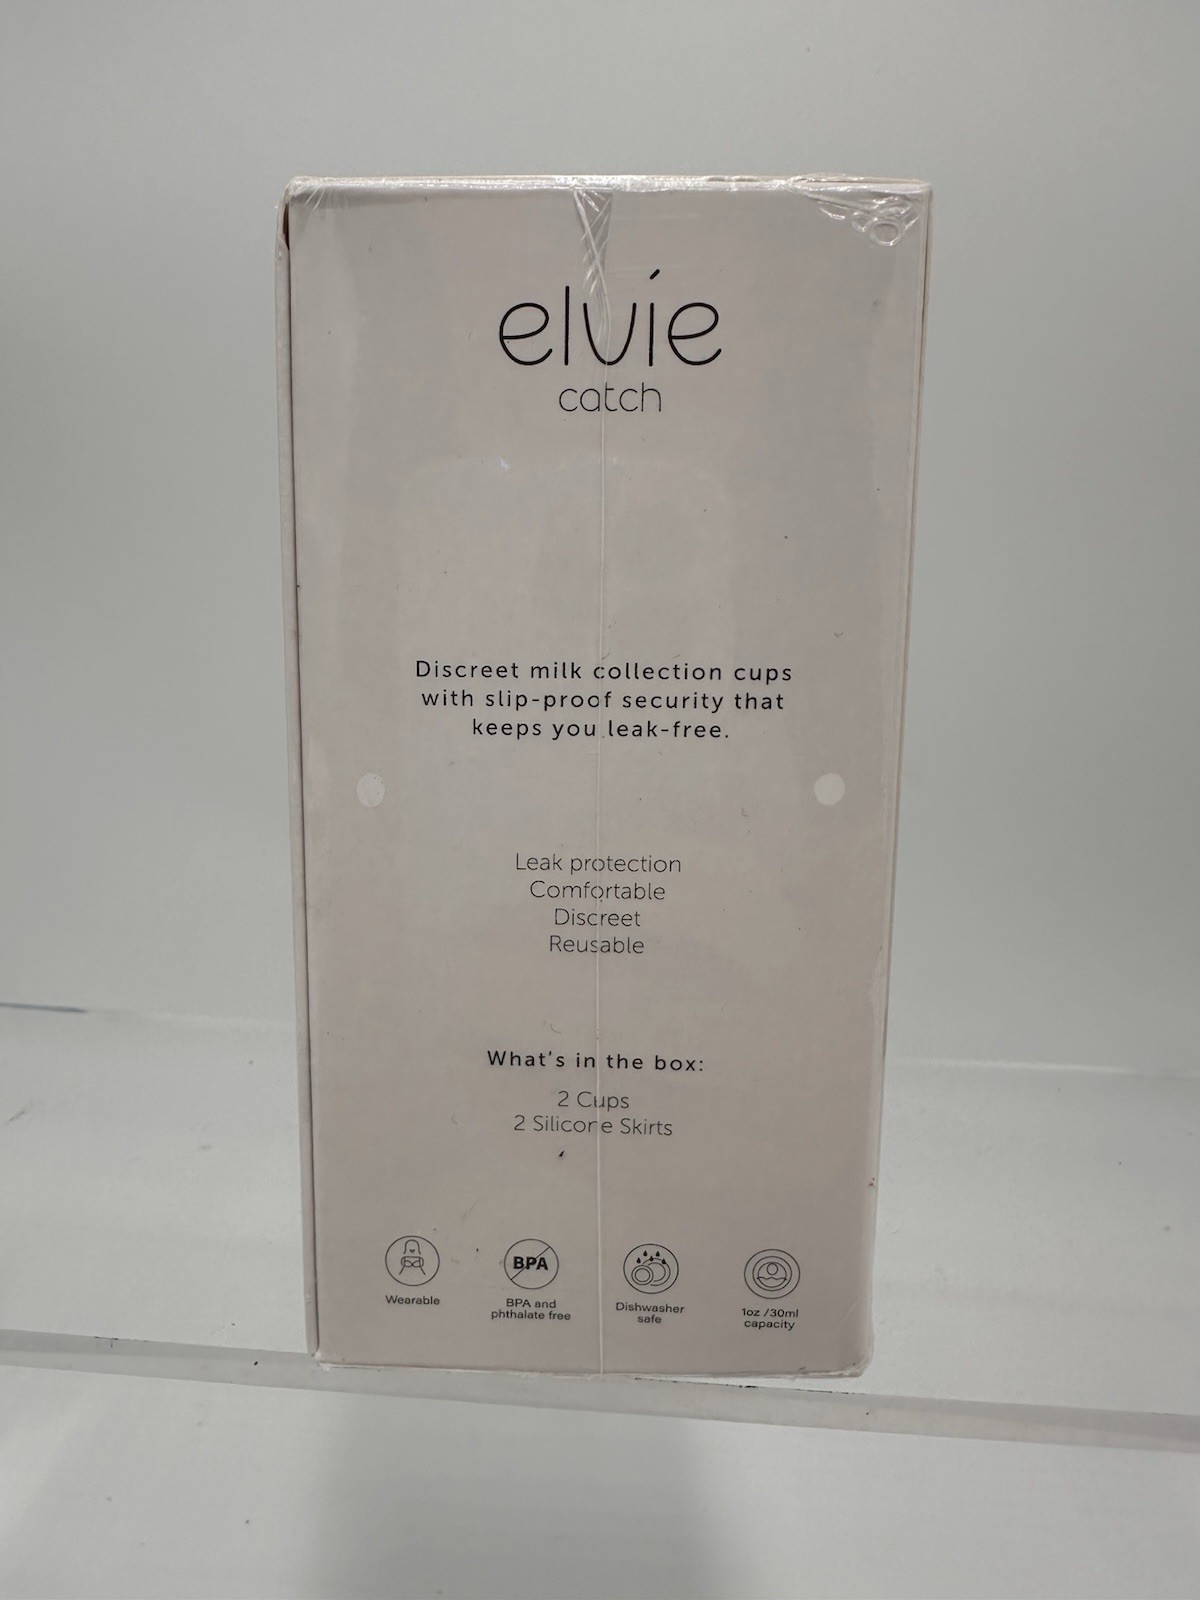 elvie
catch
Discreet milk collection cups
with slip-proof security that
keeps you leak-free.
Leak protection
Comfortable
Discreet
Reusable
What's in the box:
2 Cups
2 Silicone Skirts
Wearable
BPA
BPA and
phthalate free
Dishwasher
safe
1oz /30ml
capacity